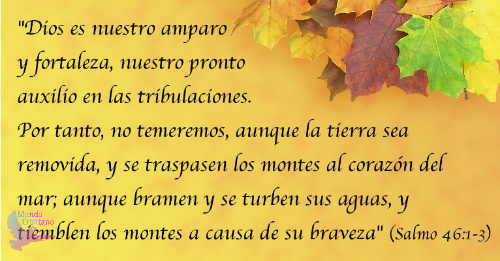 "Dios es nuestro amparo
y fortaleza, nuestro pronto
auxilio en las tribulaciones.
Por tanto, no temeremos, aunque la tierra sea
removida, y se traspasen los montes al corazón del
mar; aunque bramen y se turben sus aguas, y
tiemblen los montes a causa de su braveza" (Salmo 46:1-3)
Mundo
Cristiano